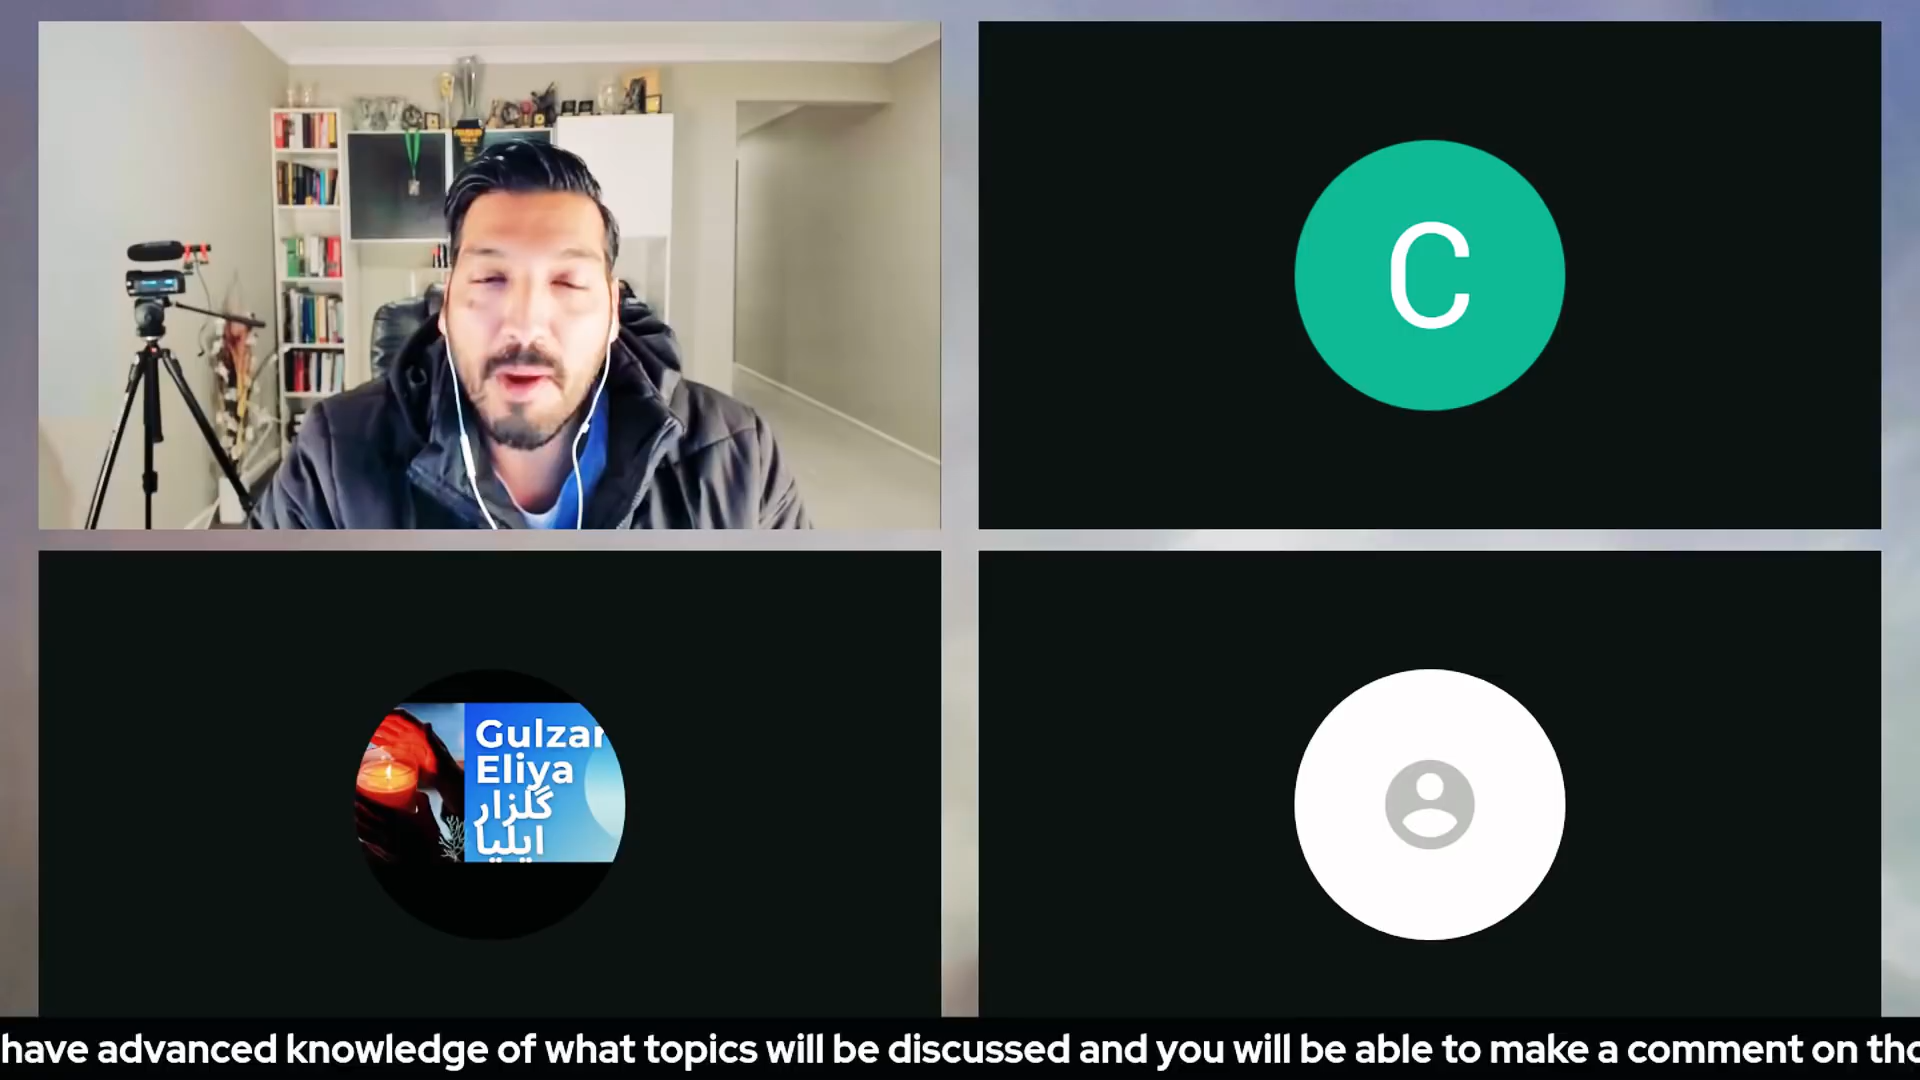 C
Gulzar
Eliya
گلزار
ایلیا
have advanced knowledge of what topics will be discussed and you will be able to make a comment on tho